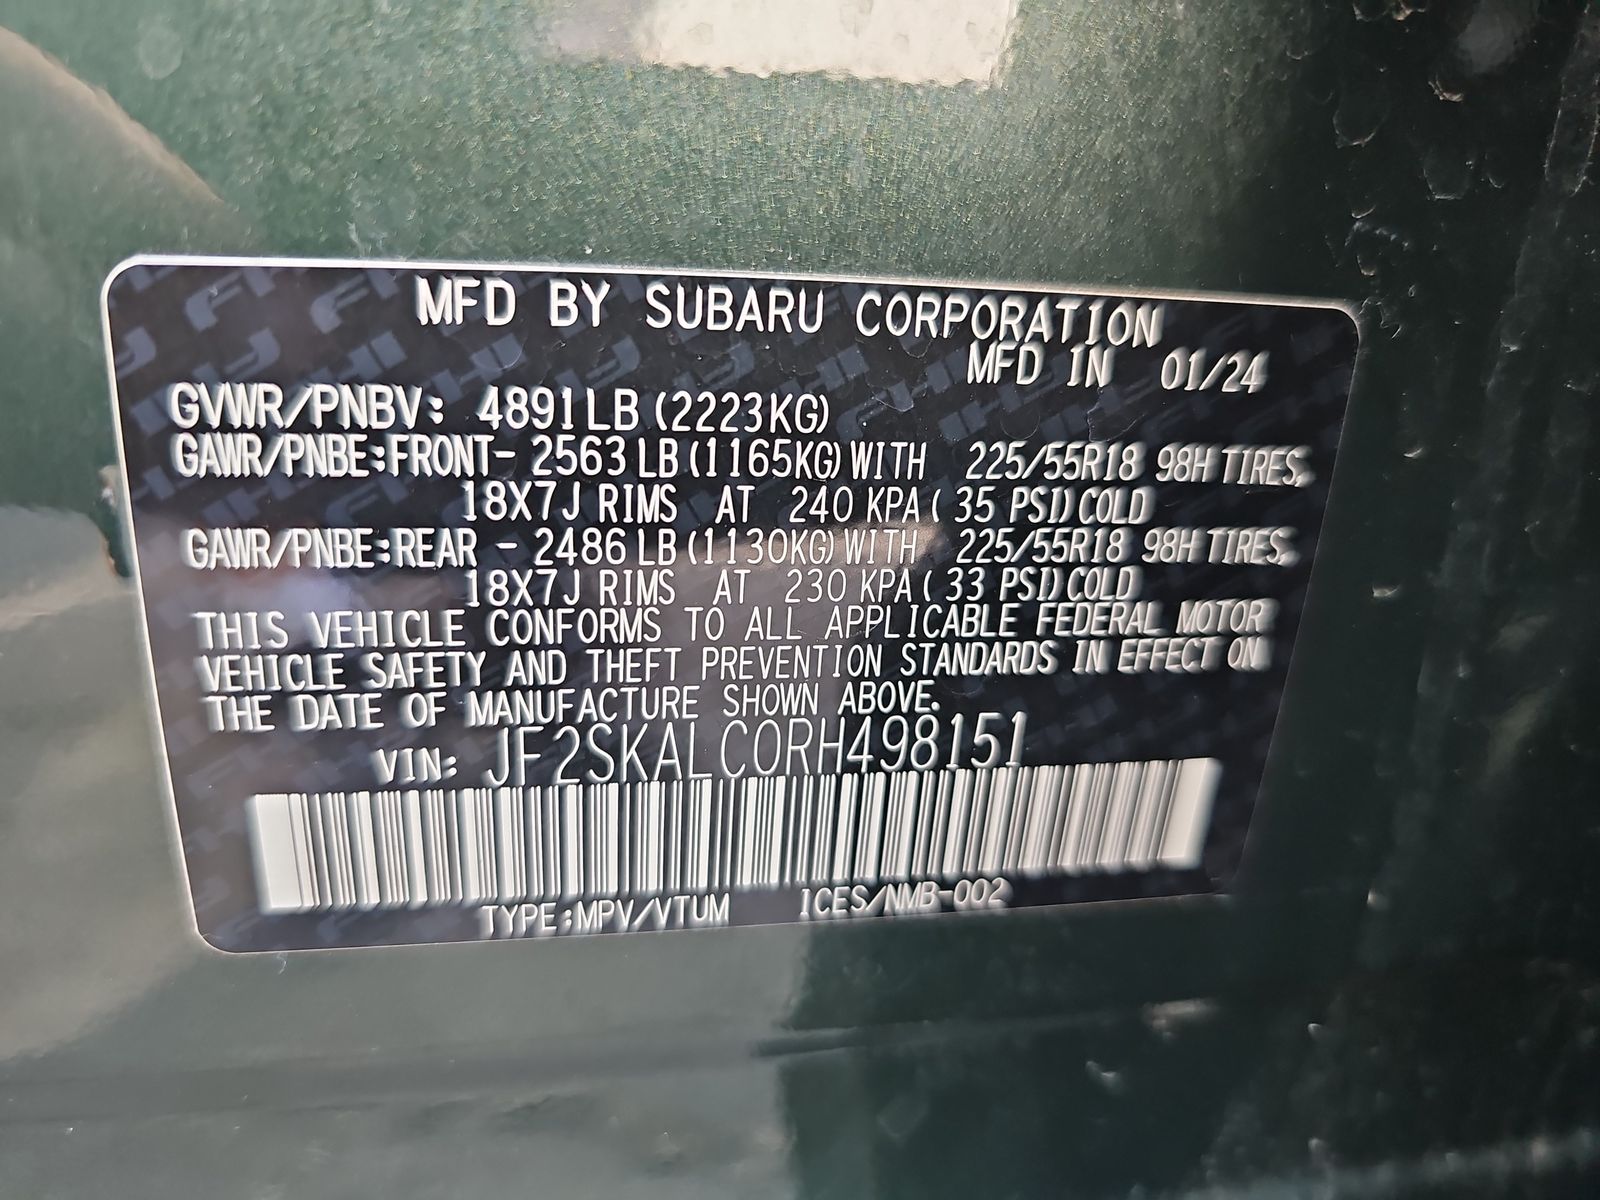 MFD BY SUBARU CORPORATION
MFD IN 01/24
GVWR/PNBV: 4891LB (2223KG)
GAWR/PNBE:FRONT- 2563 LB (1165KG) WITH 225/55R18 98H TIRES,
18X7J RIMS AT 240 KPA ( 35 PSI) COLD
GAWR/PNBE:REAR - 2486 LB (1130KG) WITH 225/55R18 98H TIRES,
18X7J RIMS AT 230 KPA ( 33 PSI) COLD
THIS VEHICLE CONFORMS TO ALL APPLICABLE FEDERAL MOTOR
VEHICLE SAFETY AND THEFT PREVENTION STANDARDS IN EFFECT ON
THE DATE OF MANUFACTURE SHOWN ABOVE.
VIN: JF2SKALC0RH498151
TYPE:MPV/VTUM ICES/NMB-002